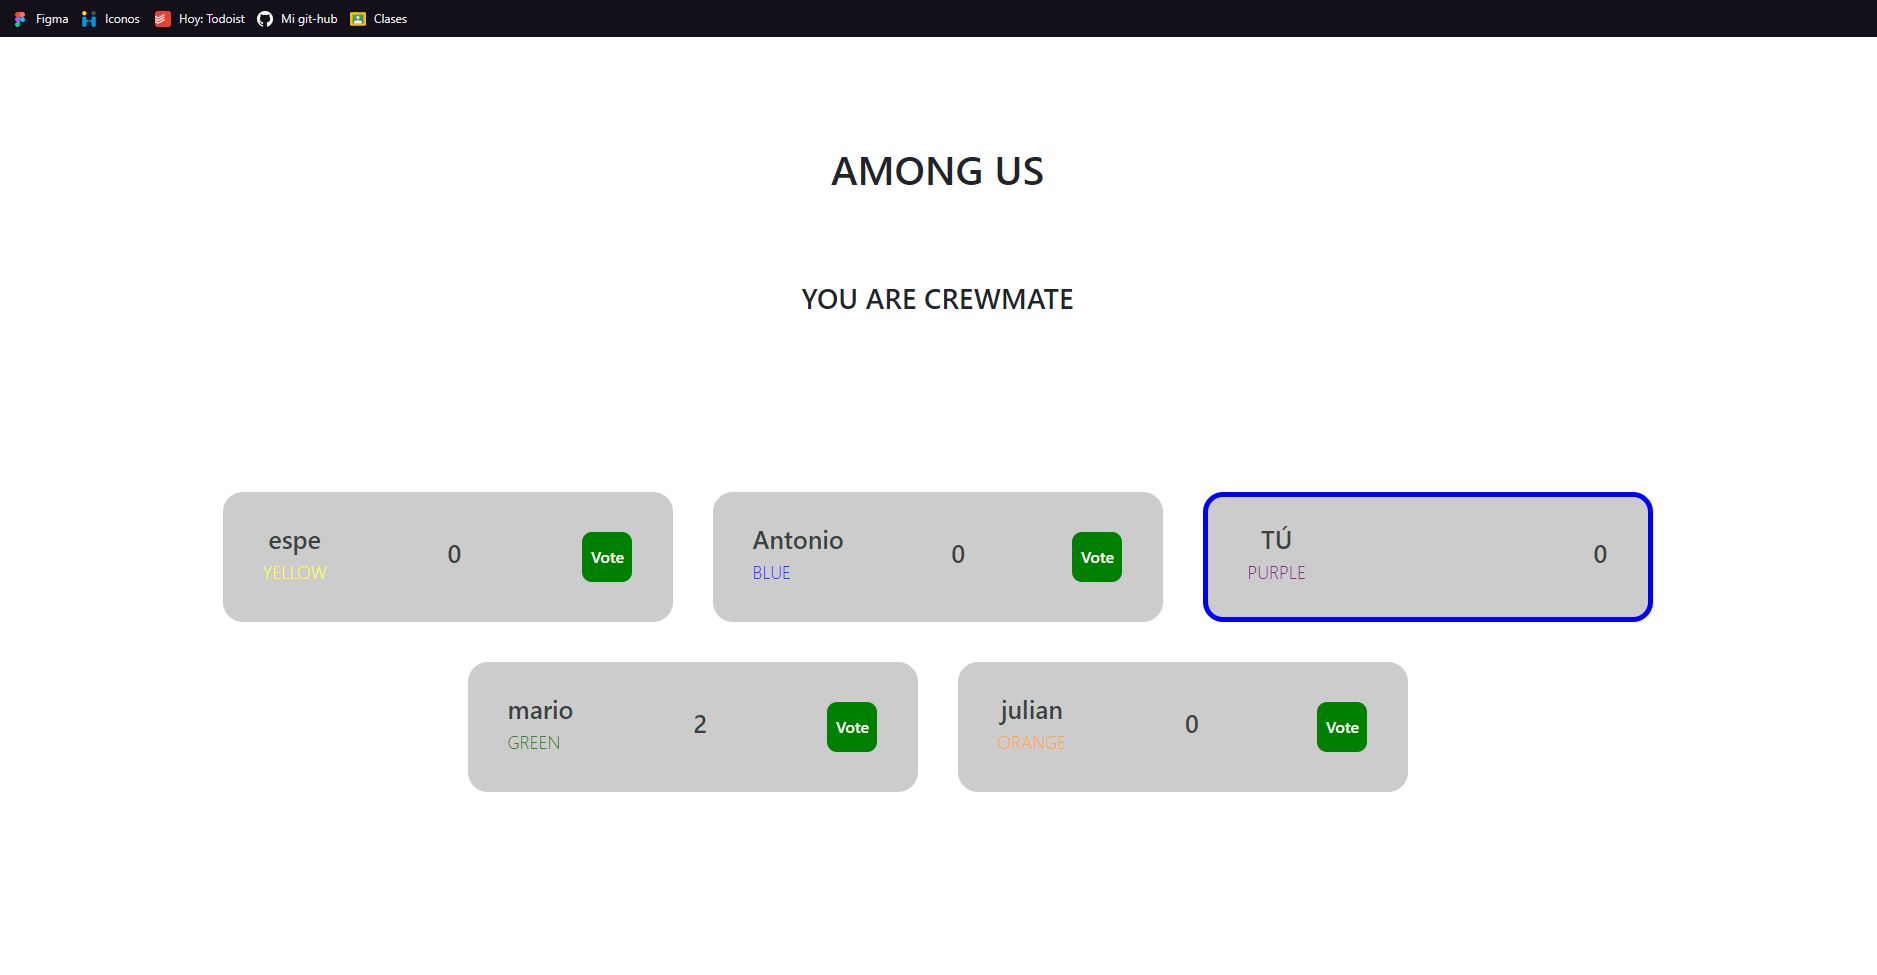 Figma Iconos Hoy: Todoist Mi git-hub Clases
AMONG US
YOU ARE CREWMATE
espe
YELLOW
0
Vote
Antonio
BLUE
0
Vote
TÚ
PURPLE
0
mario
GREEN
2
Vote
julian
ORANGE
0
Vote